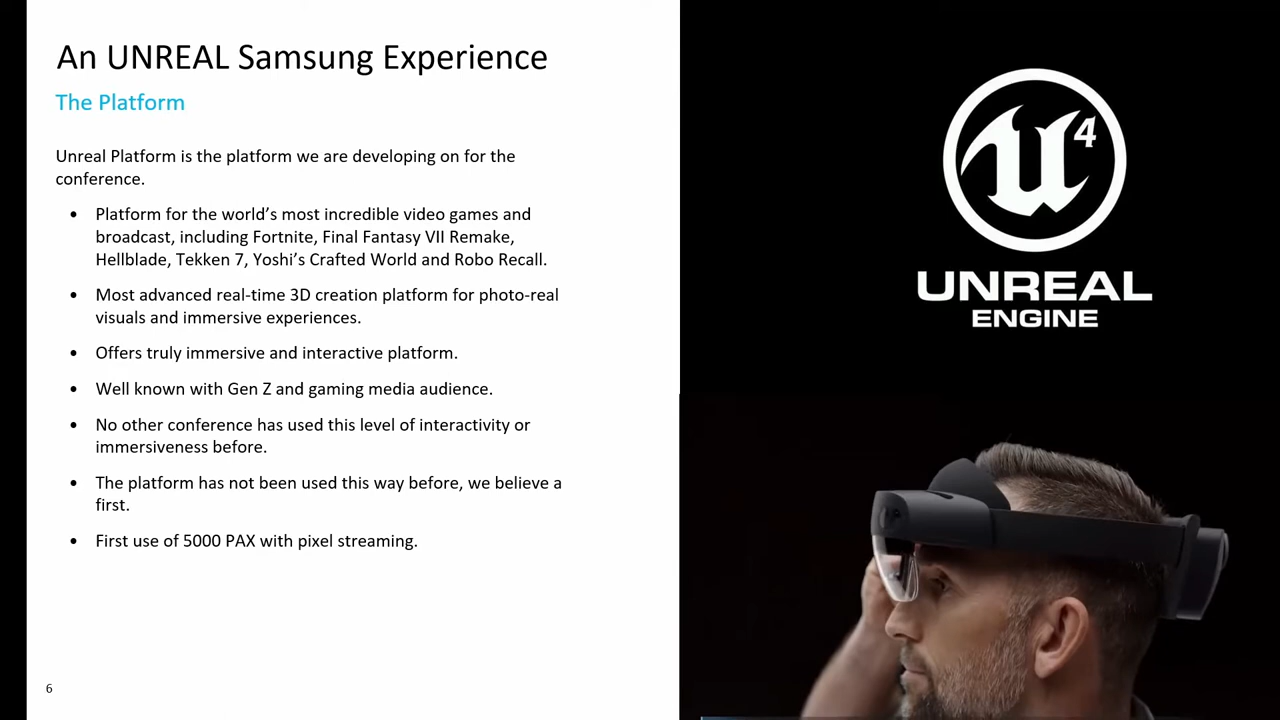 An UNREAL Samsung Experience
The Platform
Unreal Platform is the platform we are developing on for the
conference.
• Platform for the world’s most incredible video games and
broadcast, including Fortnite, Final Fantasy VII Remake,
Hellblade, Tekken 7, Yoshi’s Crafted World and Robo Recall.
• Most advanced real-time 3D creation platform for photo-real
visuals and immersive experiences.
• Offers truly immersive and interactive platform.
• Well known with Gen Z and gaming media audience.
• No other conference has used this level of interactivity or
immersiveness before.
• The platform has not been used this way before, we believe a
first.
• First use of 5000 PAX with pixel streaming.
6
U4
UNREAL
ENGINE